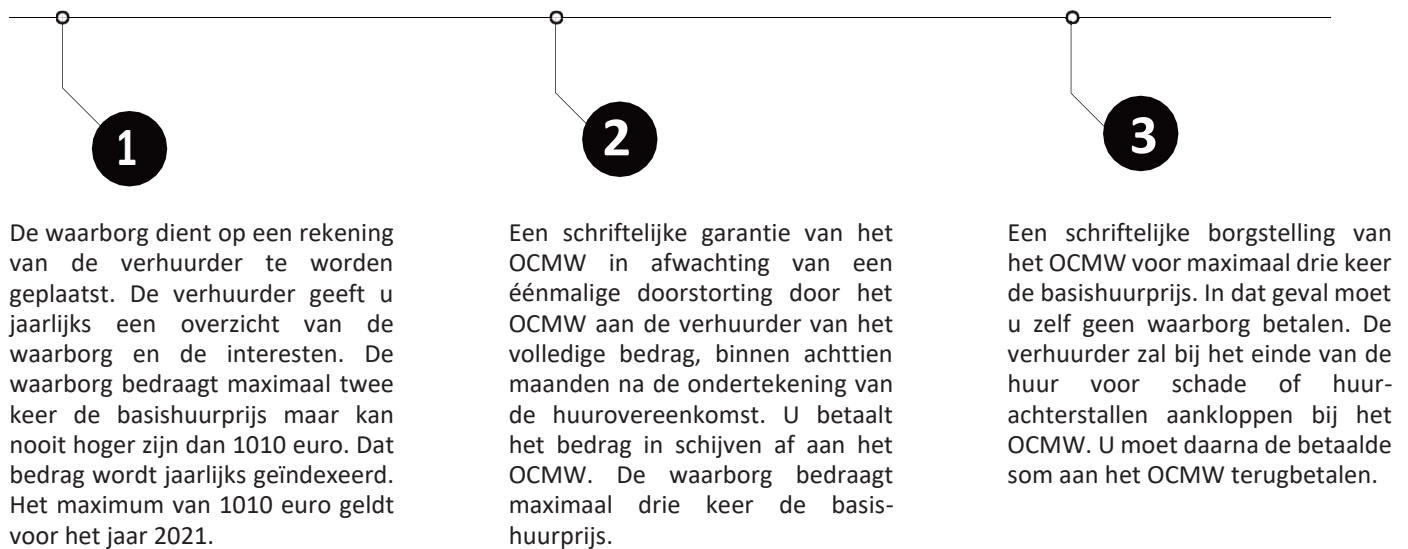 1
De waarborg dient op een rekening
van de verhuurder te worden
geplaatst. De verhuurder geeft u
jaarlijks een overzicht van de
waarborg en de interesten. De
waarborg bedraagt maximaal twee
keer de basishuurprijs maar kan
nooit hoger zijn dan 1010 euro. Dat
bedrag wordt jaarlijks geïndexeerd.
Het maximum van 1010 euro geldt
voor het jaar 2021.
2
Een schriftelijke garantie van het
OCMW in afwachting van een
éénmalige doorstorting door het
OCMW aan de verhuurder van het
volledige bedrag, binnen achttien
maanden na de ondertekening van
de huurovereenkomst. U betaalt
het bedrag in schijven af aan het
OCMW. De waarborg bedraagt
maximaal drie keer de basis-
huurprijs.
3
Een schriftelijke borgstelling van
het OCMW voor maximaal drie keer
de basishuurprijs. In dat geval moet
u zelf geen waarborg betalen. De
verhuurder zal bij het einde van de
huur voor schade of huur-
achterstallen aankloppen bij het
OCMW. U moet daarna de betaalde
som aan het OCMW terugbetalen.